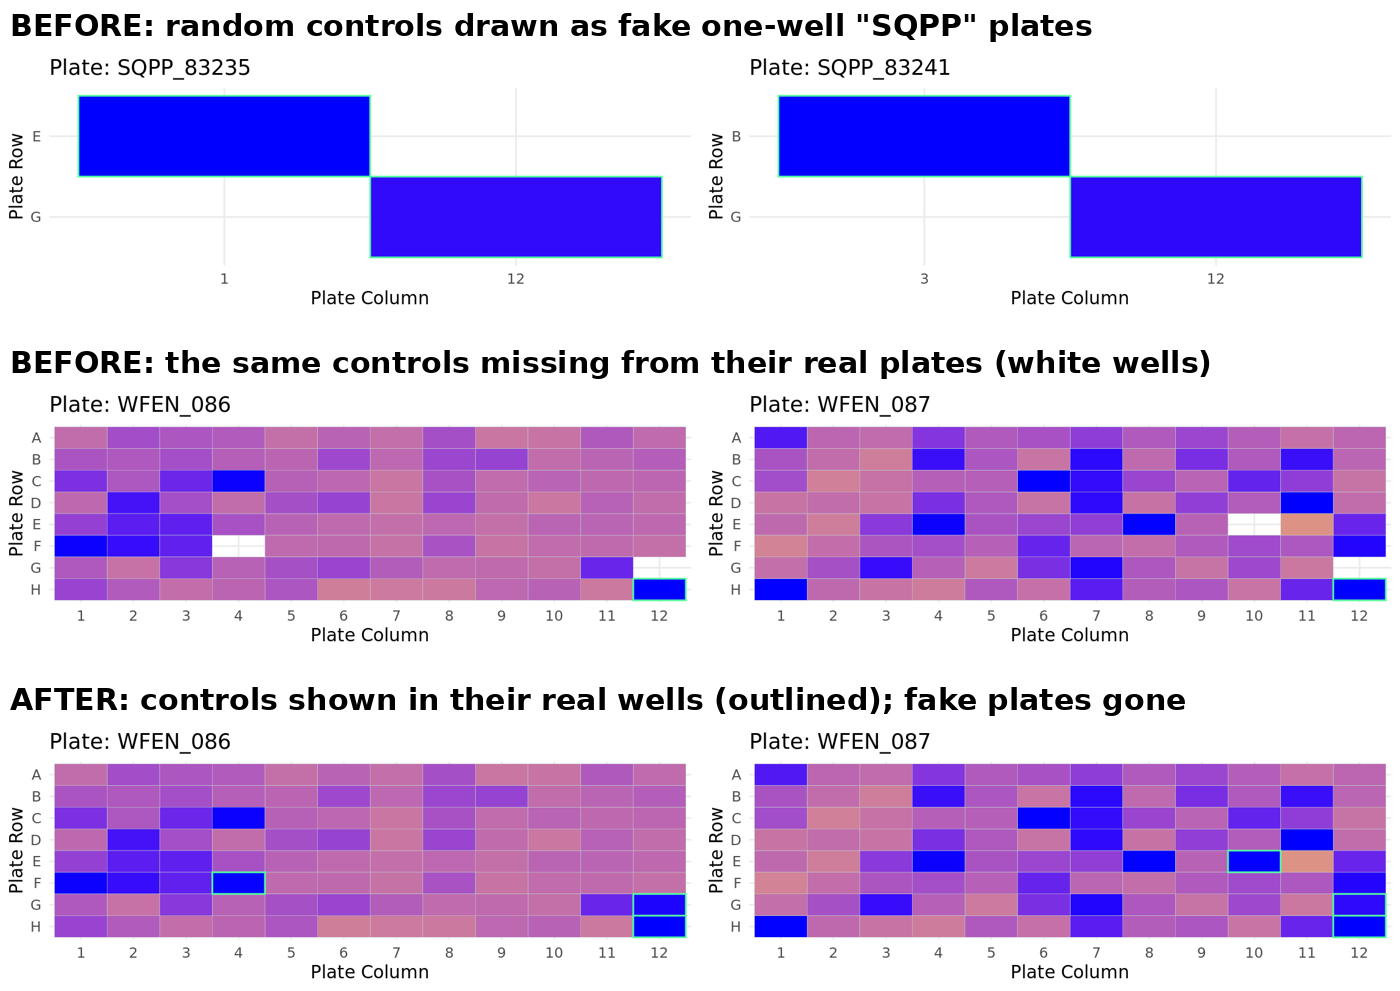 BEFORE: random controls drawn as fake one-well "SQPP" plates
Plate: SQPP_83235
Plate Row
E
G
1 12
Plate Column
Plate: SQPP_83241
Plate Row
B
G
3 12
Plate Column
BEFORE: the same controls missing from their real plates (white wells)
Plate: WFEN_086
Plate Row
A
B
C
D
E
F
G
H
1 2 3 4 5 6 7 8 9 10 11 12
Plate Column
Plate: WFEN_087
Plate Row
A
B
C
D
E
F
G
H
1 2 3 4 5 6 7 8 9 10 11 12
Plate Column
AFTER: controls shown in their real wells (outlined); fake plates gone
Plate: WFEN_086
Plate Row
A
B
C
D
E
F
G
H
1 2 3 4 5 6 7 8 9 10 11 12
Plate Column
Plate: WFEN_087
Plate Row
A
B
C
D
E
F
G
H
1 2 3 4 5 6 7 8 9 10 11 12
Plate Column